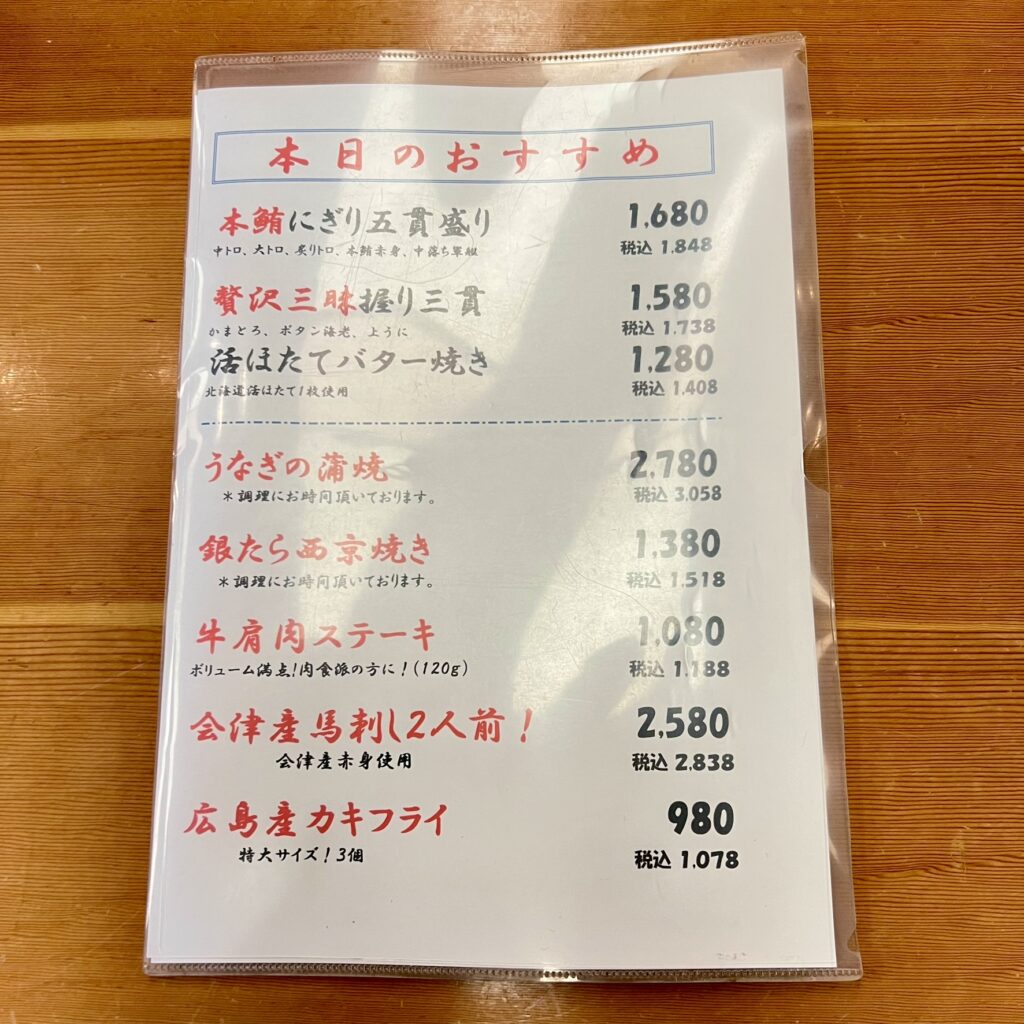 本日のおすすめ
本鮪にぎり五貫盛り 1,680
中トロ、大トロ、炙りトロ、本鮪赤身、中落ち軍艦 税込 1,848
贅沢三昧握り三貫 1,580
かまとろ、ボタン海老、ように 税込 1,738
活ほたてバター焼き 1,280
北海道活ほたて1枚使用 税込 1,408
うなぎの蒲焼 2,780
＊調理にお時間頂いております。 税込 3,058
銀たら西京焼き 1,380
＊調理にお時間頂いております。 税込 1,518
牛肩肉ステーキ 1,080
ボリューム満点!肉食派の方に!(120g) 税込 1,188
会津産馬刺し2人前! 2,580
会津産赤身使用 税込 2,838
広島産カキフライ 980
特大サイズ!3個 税込 1,078